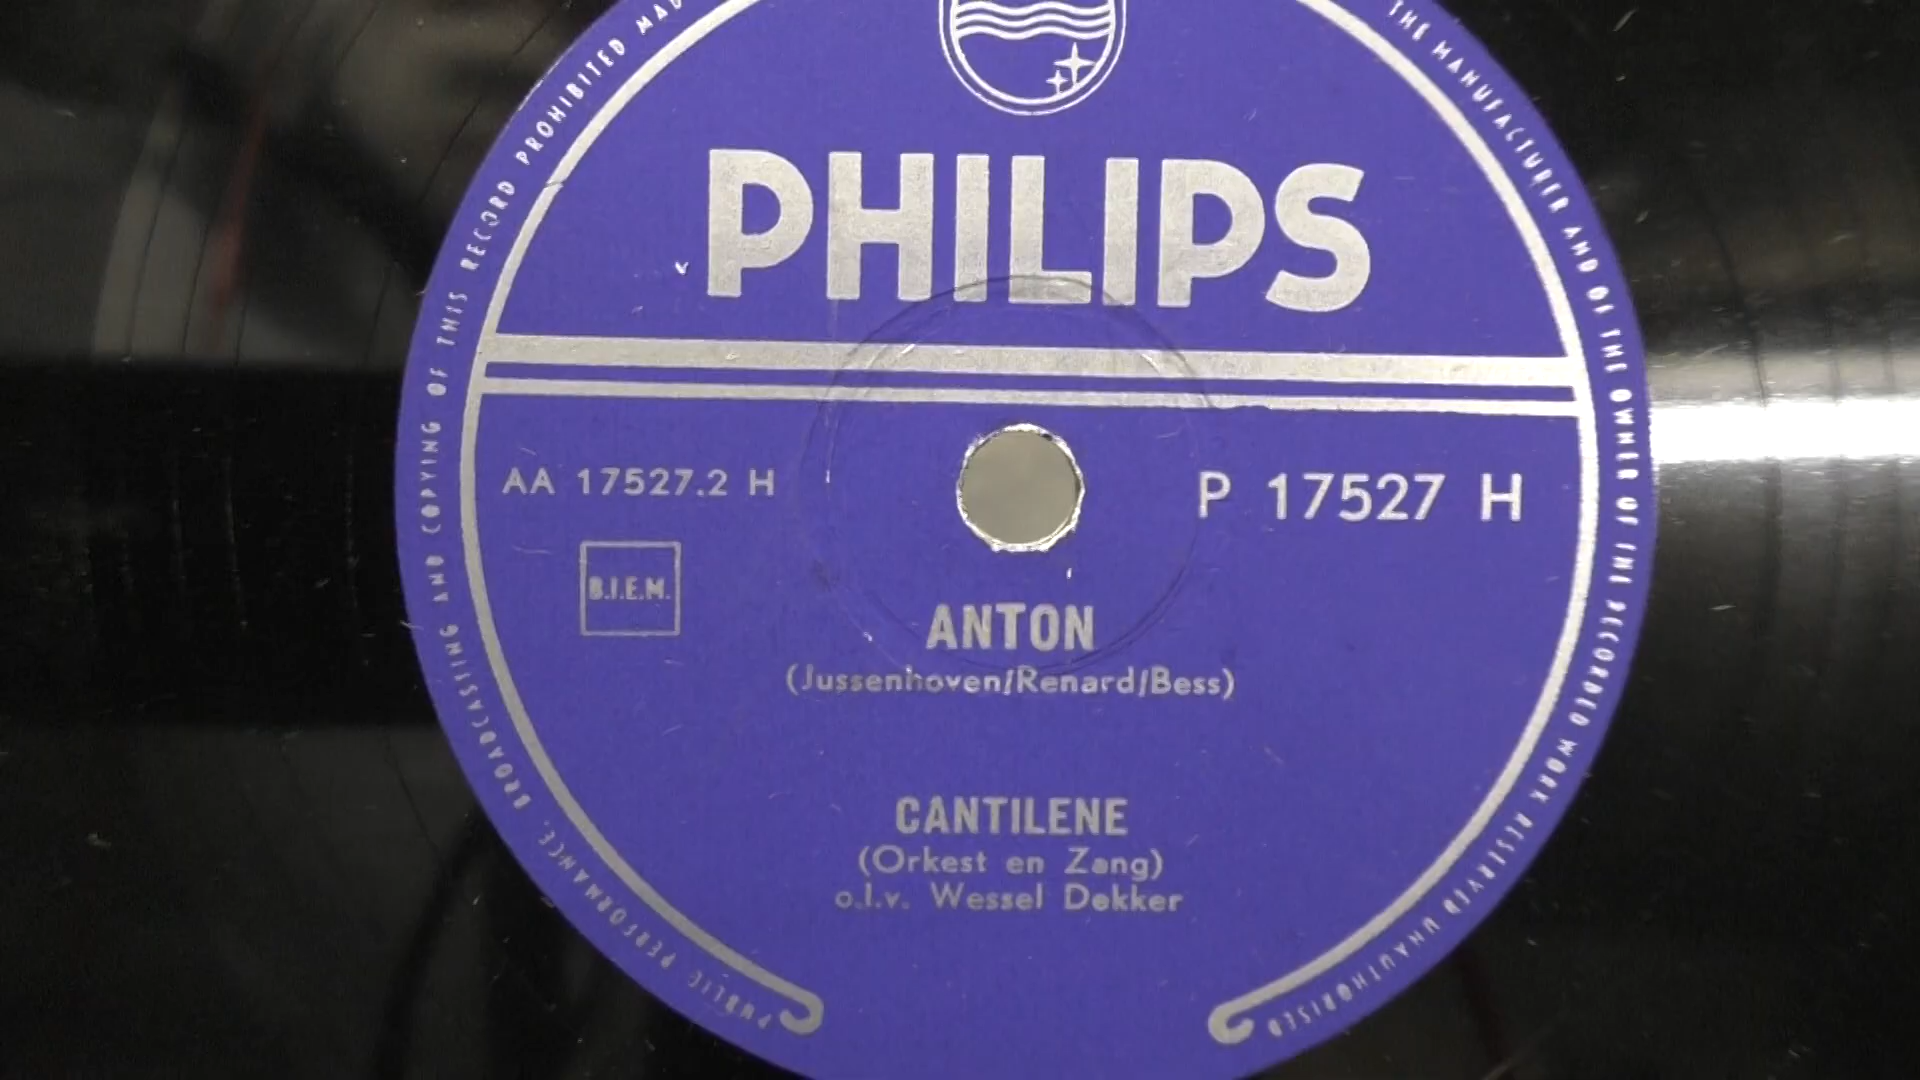 PHILIPS
AA 17527.2 H
P 17527 H
B.I.E.M.
ANTON
(Jussenhoven/Renard/Bess)
CANTILENE
(Orkest en Zang)
o.l.v. Wessel Dekker
THE MANUFACTURER AND OF THE OWNER OF THE RECORDED WORK RESERVED UNAUTHORISED
PUBLIC PERFORMANCE, BROADCASTING AND COPYING OF THIS RECORD PROHIBITED MAD